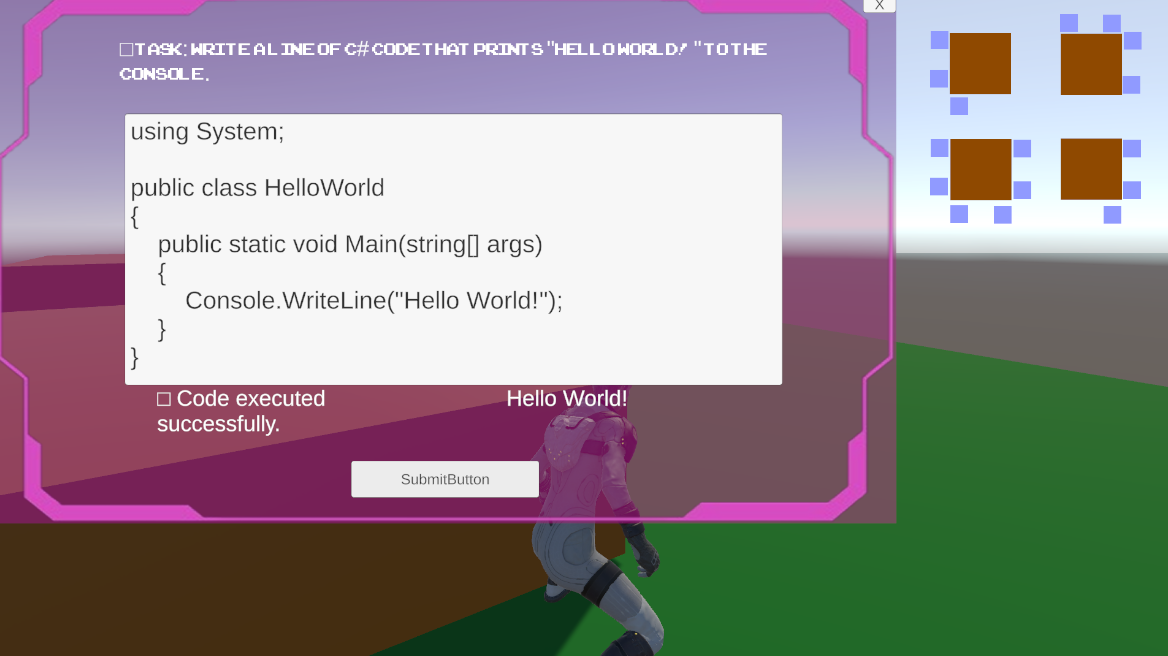 X
□TASK: WRITE A LINE OF C# CODE THAT PRINTS "HELLO WORLD!" TO THE
CONSOLE.
using System;
public class HelloWorld
{
public static void Main(string[] args)
{
Console.WriteLine("Hello World!");
}
}
□ Code executed
successfully.
Hello World!
SubmitButton